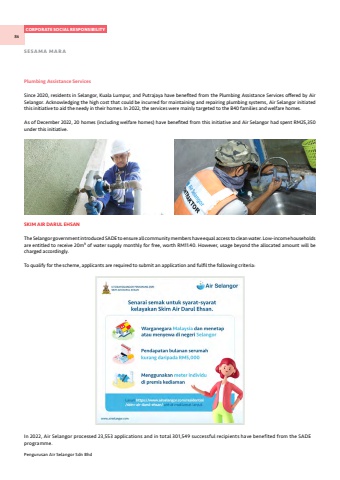 CORPORATE SOCIAL RESPONSIBILITY
86
SESAMA MARA
Plumbing Assistance Services
Since 2020, residents in Selangor, Kuala Lumpur, and Putrajaya have benefited from the Plumbing Assistance Services offered by Air
Selangor. Acknowledging the high cost that could be incurred for maintaining and repairing plumbing systems, Air Selangor initiated
this initiative to aid the needy in their homes. In 2022, the services were mainly targeted to the B40 families and welfare homes.
As of December 2022, 20 homes (including welfare homes) have benefited from this initiative and Air Selangor had spent RM25,350
under this initiative.
SKIM AIR DARUL EHSAN
The Selangor government introduced SADE to ensure all community members have equal access to clean water. Low-income households
are entitled to receive 20m³ of water supply monthly for free, worth RM11.40. However, usage beyond the allocated amount will be
charged accordingly.
To qualify for the scheme, applicants are required to submit an application and fulfil the following criteria:
Air Selangor
Senarai semak untuk syarat-syarat
kelayakan Skim Air Darul Ehsan.
Warganegara Malaysia dan menetap
atau menyewa di negeri Selangor
Pendapatan bulanan serumah
kurang daripada RM5,000
Menggunakan meter individu
di premis kediaman
www.airselangor.com
In 2022, Air Selangor processed 23,553 applications and in total 301,549 successful recipients have benefited from the SADE
programme.
Pengurusan Air Selangor Sdn Bhd